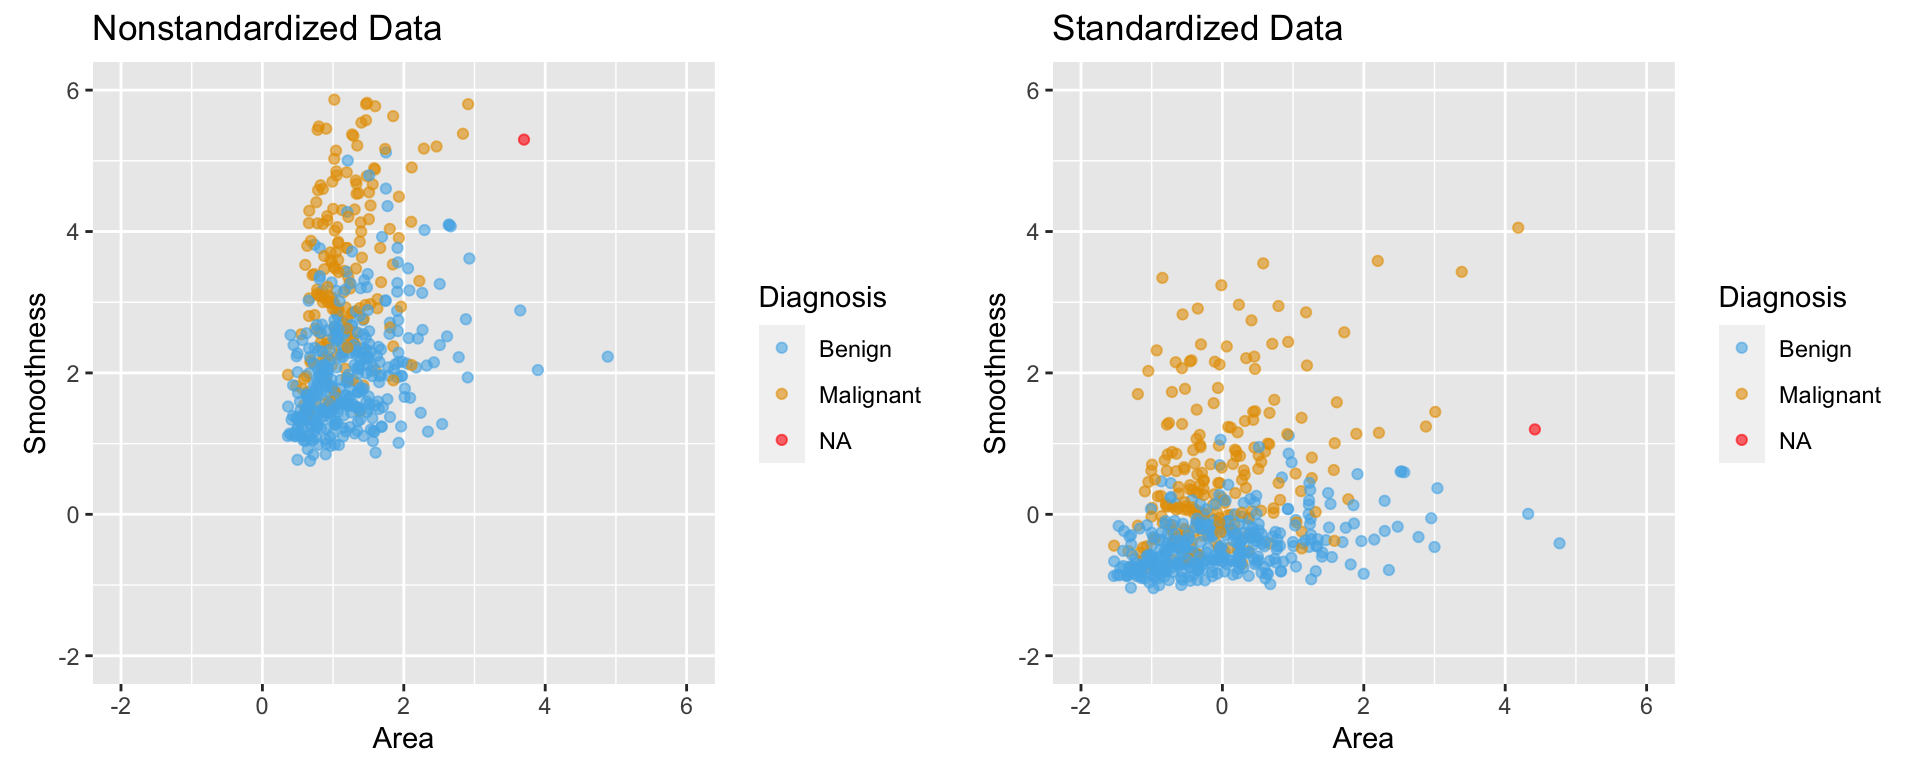 Nonstandardized Data
6
4
2
0
-2
-2 0 2 4 6
Area
Smoothness
Diagnosis
Benign
Malignant
NA
Standardized Data
6
4
2
0
-2
-2 0 2 4 6
Area
Smoothness
Diagnosis
Benign
Malignant
NA